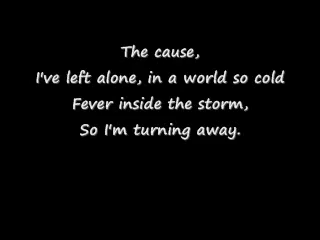 The cause,
I've left alone, in a world so cold
Fever inside the storm,
So I'm turning away.